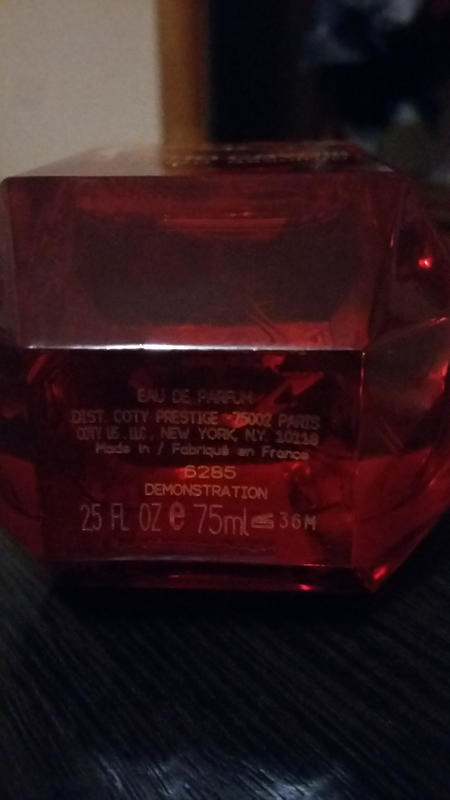 EAU DE PARFUM
DIST. COTY PRESTIGE - 75002 PARIS
COTY US. LLC, NEW YORK, N.Y. 10118
Made in / Fabriqué en France
6285
DEMONSTRATION
2.5 FL OZ e 75ml 36M